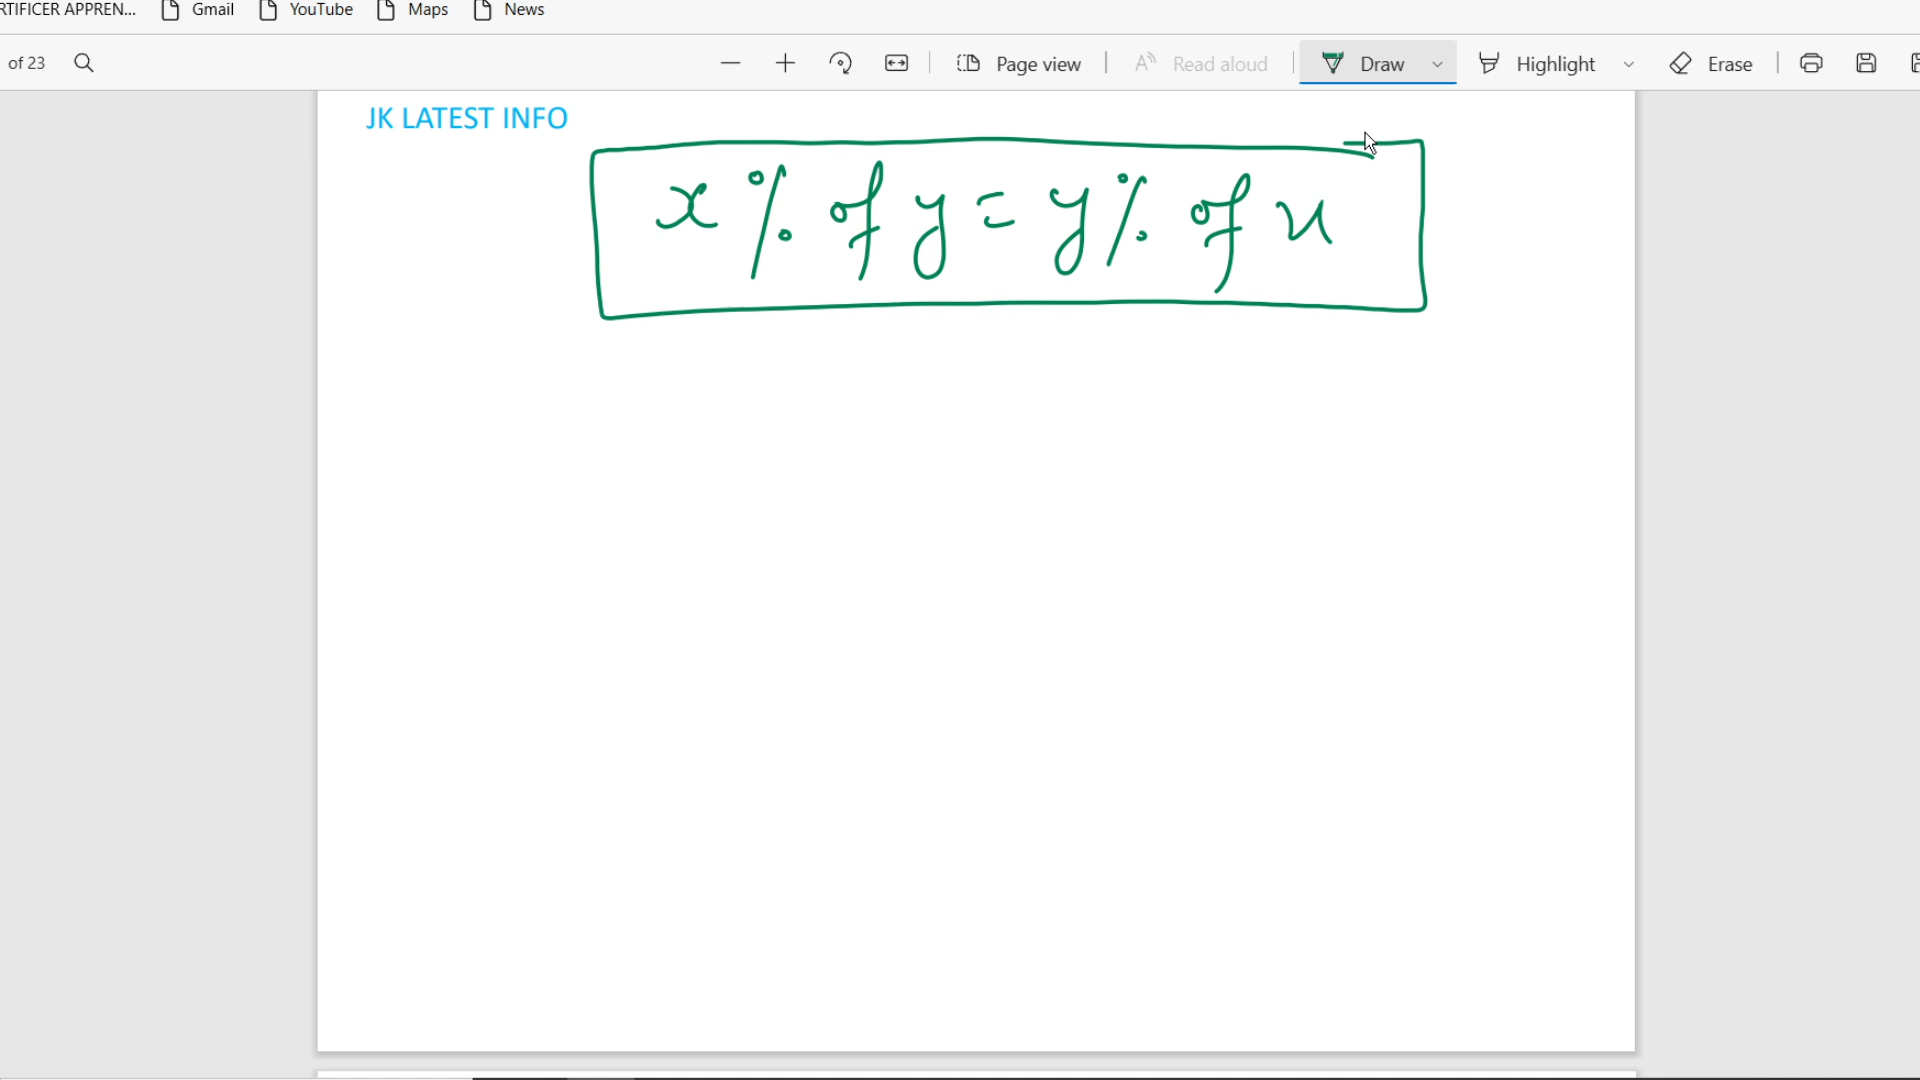 RTIFICER APPREN... Gmail YouTube Maps News
of 23 Page view Read aloud Draw Highlight Erase
JK LATEST INFO
x % of y = y % of x